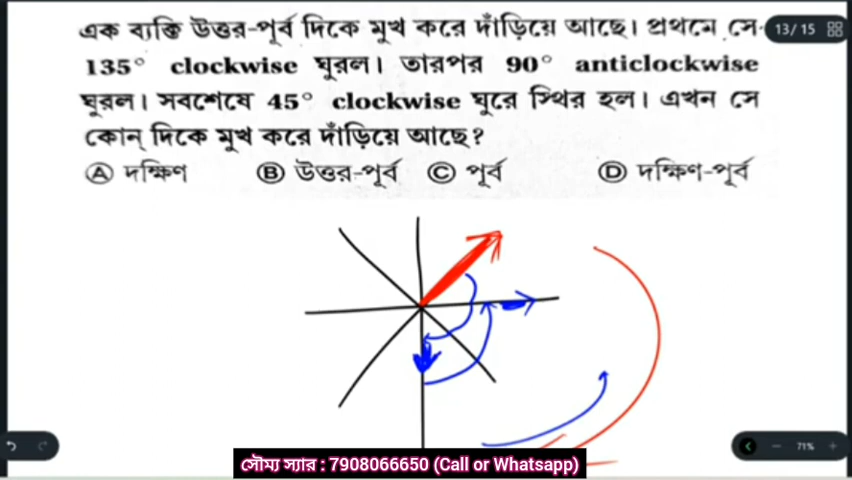 এক ব্যক্তি উত্তর-পূর্ব দিকে মুখ করে দাঁড়িয়ে আছে। প্রথমে সে
13/15
135° clockwise ঘুরল। তারপর 90° anticlockwise
ঘুরল। সবশেষে 45° clockwise ঘুরে স্থির হল। এখন সে
কোন্ দিকে মুখ করে দাঁড়িয়ে আছে?
Ⓐ দক্ষিণ Ⓑ উত্তর-পূর্ব Ⓒ পূর্ব Ⓓ দক্ষিণ-পূর্ব
71%
সৌম্য স্যার : 7908066650 (Call or Whatsapp)